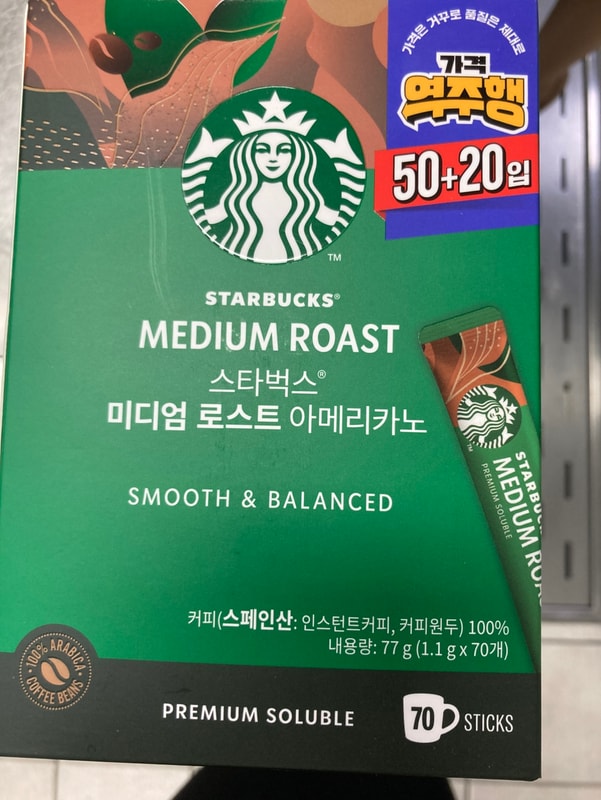 가격은 거꾸로 품질은 제대로
가격
역주행
50+20입
TM
STARBUCKS®
MEDIUM ROAST
스타벅스®
미디엄 로스트 아메리카노
SMOOTH & BALANCED
TM
STARBUC
MEDIUM ROA
PREMIUM SOLUBLE
커피(스페인산: 인스턴트커피, 커피원두) 100%
내용량: 77 g (1.1 g x 70개)
100% ARABICA
COFFEE BEANS
PREMIUM SOLUBLE
70 STICKS